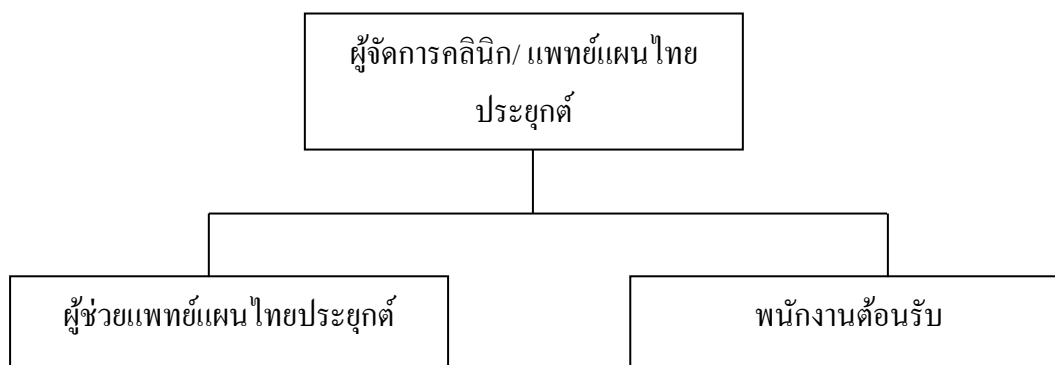 ผู้จัดการคลินิก/ แพทย์แผนไทย
ประยุกต์
ผู้ช่วยแพทย์แผนไทยประยุกต์
พนักงานต้อนรับ